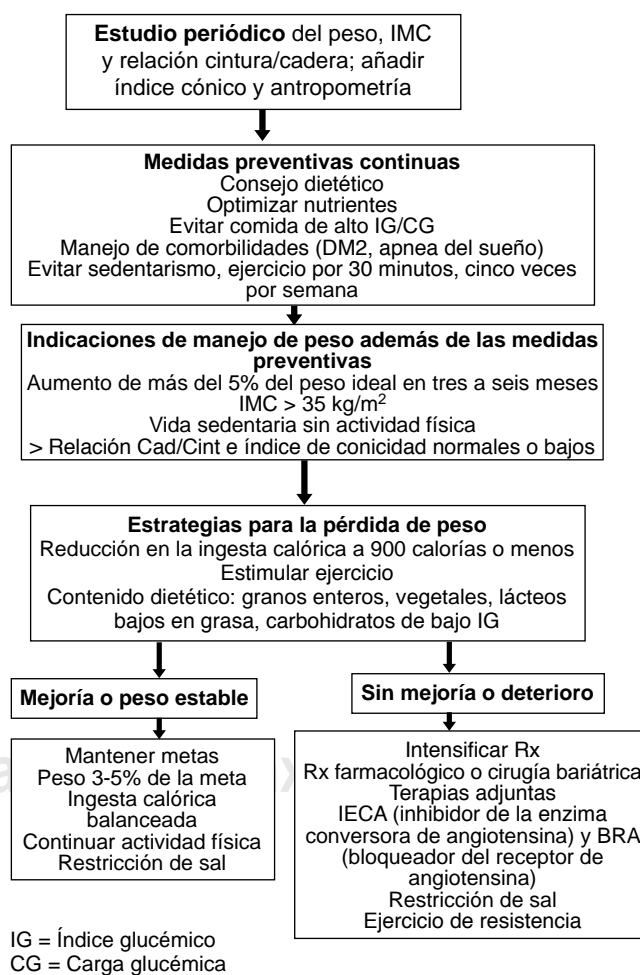 Estudio periódico del peso, IMC
y relación cintura/cadera; añadir
índice cónico y antropometría
Medidas preventivas continuas
Consejo dietético
Optimizar nutrientes
Evitar comida de alto IG/CG
Manejo de comorbilidades (DM2, apnea del sueño)
Evitar sedentarismo, ejercicio por 30 minutos, cinco veces
por semana
Indicaciones de manejo de peso además de las medidas
preventivas
Aumento de más del 5% del peso ideal en tres a seis meses
IMC > 35 kg/m²
Vida sedentaria sin actividad física
> Relación Cad/Cint e índice de conicidad normales o bajos
Estrategias para la pérdida de peso
Reducción en la ingesta calórica a 900 calorías o menos
Estimular ejercicio
Contenido dietético: granos enteros, vegetales, lácteos
bajos en grasa, carbohidratos de bajo IG
Mejoría o peso estable
Mantener metas
Peso 3-5% de la meta
Ingesta calórica
balanceada
Continuar actividad física
Restricción de sal
Sin mejoría o deterioro
Intensificar Rx
Rx farmacológico o cirugía bariátrica
Terapias adjuntas
IECA (inhibidor de la enzima
conversora de angiotensina) y BRA
(bloqueador del receptor de
angiotensina)
Restricción de sal
Ejercicio de resistencia
IG = Índice glucémico
CG = Carga glucémica